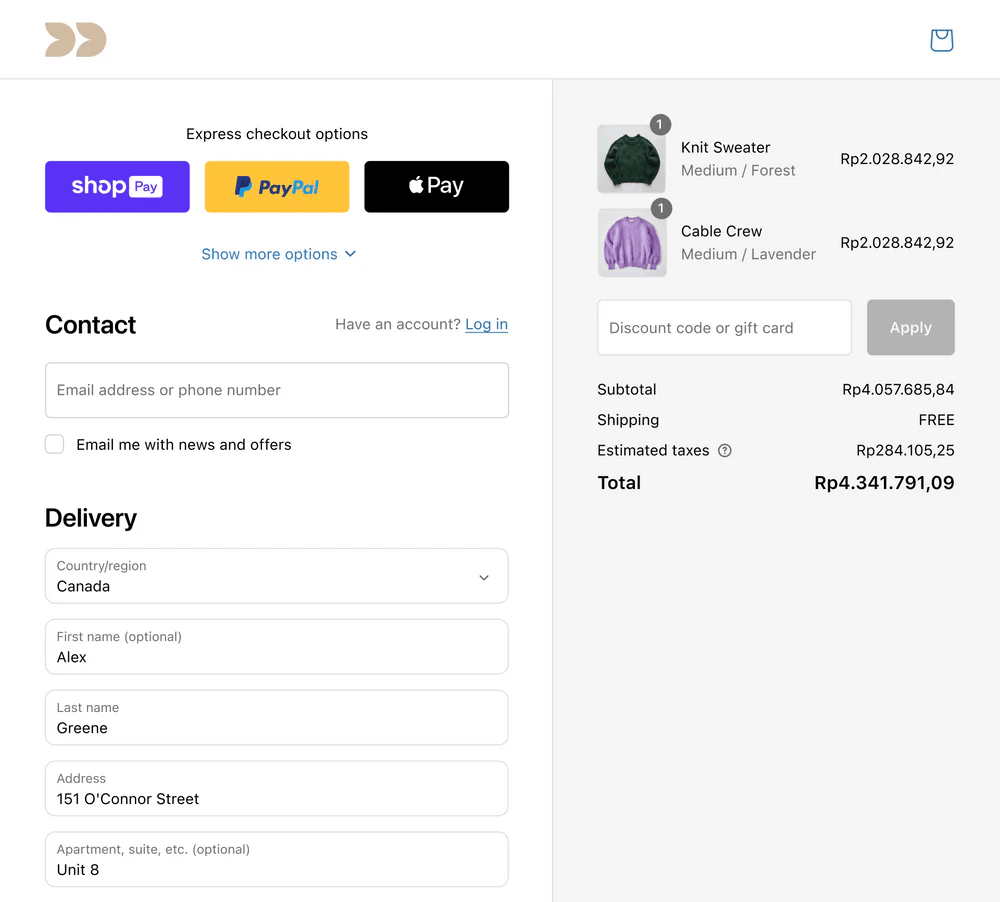 Express checkout options
shop Pay
PayPal
Pay
Show more options
Contact
Have an account? Log in
Email address or phone number
Email me with news and offers
Delivery
Country/region
Canada
First name (optional)
Alex
Last name
Greene
Address
151 O'Connor Street
Apartment, suite, etc. (optional)
Unit 8
1
Knit Sweater
Medium / Forest
Rp2.028.842,92
1
Cable Crew
Medium / Lavender
Rp2.028.842,92
Discount code or gift card
Apply
Subtotal Rp4.057.685,84
Shipping FREE
Estimated taxes ? Rp284.105,25
Total Rp4.341.791,09